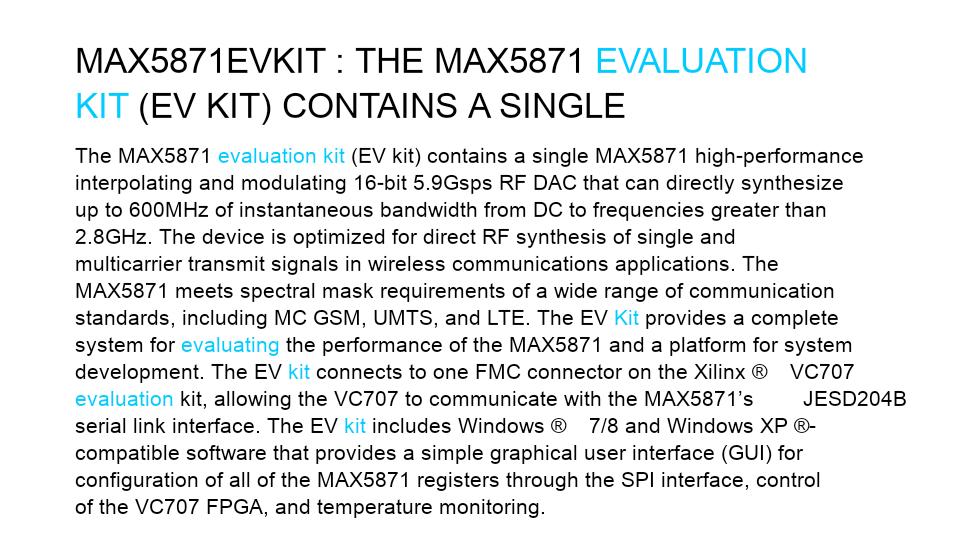 MAX5871EVKIT : THE MAX5871 EVALUATION
KIT (EV KIT) CONTAINS A SINGLE
The MAX5871 evaluation kit (EV kit) contains a single MAX5871 high-performance
interpolating and modulating 16-bit 5.9Gsps RF DAC that can directly synthesize
up to 600MHz of instantaneous bandwidth from DC to frequencies greater than
2.8GHz. The device is optimized for direct RF synthesis of single and
multicarrier transmit signals in wireless communications applications. The
MAX5871 meets spectral mask requirements of a wide range of communication
standards, including MC GSM, UMTS, and LTE. The EV Kit provides a complete
system for evaluating the performance of the MAX5871 and a platform for system
development. The EV kit connects to one FMC connector on the Xilinx ® VC707
evaluation kit, allowing the VC707 to communicate with the MAX5871’s JESD204B
serial link interface. The EV kit includes Windows ® 7/8 and Windows XP ®-
compatible software that provides a simple graphical user interface (GUI) for
configuration of all of the MAX5871 registers through the SPI interface, control
of the VC707 FPGA, and temperature monitoring.